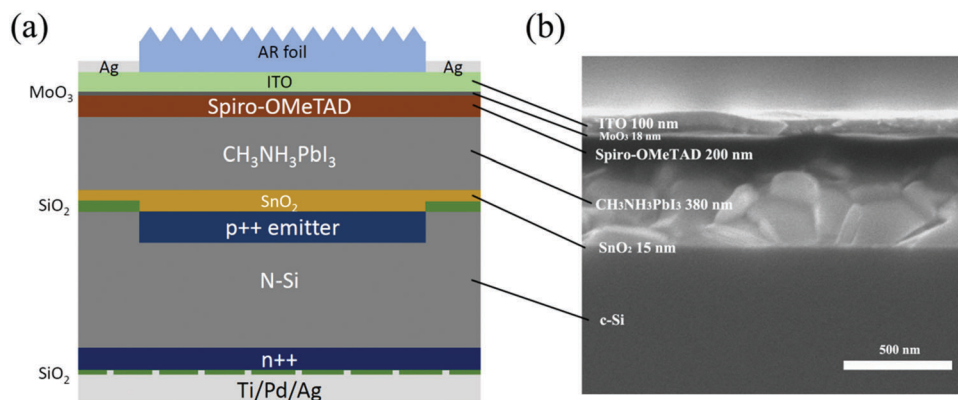 (a)
AR foil
Ag
Ag
ITO
MoO₃
Spiro-OMeTAD
CH₃NH₃PbI₃
SnO₂
SiO₂
p++ emitter
N-Si
n++
SiO₂
Ti/Pd/Ag
(b)
ITO 100 nm
MoO₃ 18 nm
Spiro-OMeTAD 200 nm
CH₃NH₃PbI₃ 380 nm
SnO₂ 15 nm
c-Si
500 nm